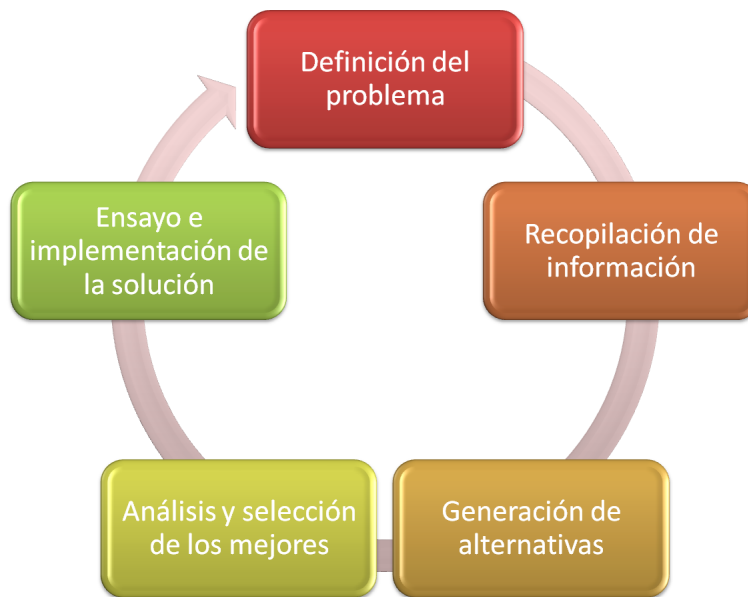 Definición del
problema
Recopilación de
información
Generación de
alternativas
Análisis y selección
de los mejores
Ensayo e
implementación de
la solución